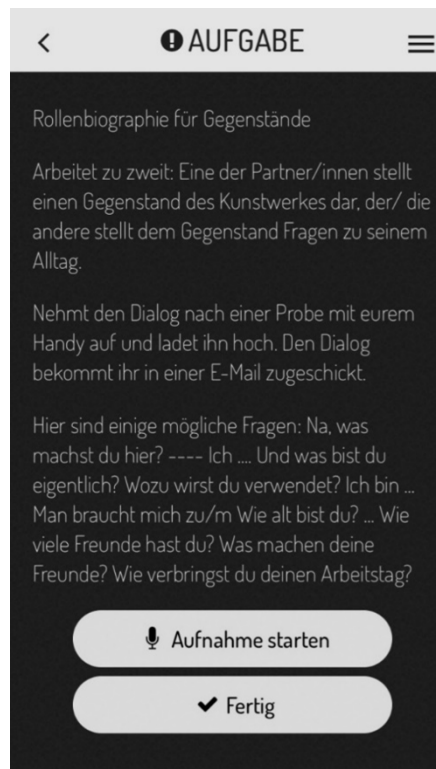 AUFGABE
Rollenbiographie für Gegenstände
Arbeitet zu zweit: Eine der Partner/innen stellt
einen Gegenstand des Kunstwerkes dar, der/ die
andere stellt dem Gegenstand Fragen zu seinem
Alltag.
Nehmt den Dialog nach einer Probe mit eurem
Handy auf und ladet ihn hoch. Den Dialog
bekommt ihr in einer E-Mail zugeschickt.
Hier sind einige mögliche Fragen: Na, was
machst du hier? ---- Ich .... Und was bist du
eigentlich? Wozu wirst du verwendet? Ich bin ...
Man braucht mich zu/m Wie alt bist du? ... Wie
viele Freunde hast du? Was machen deine
Freunde? Wie verbringst du deinen Arbeitstag?
Aufnahme starten
Fertig